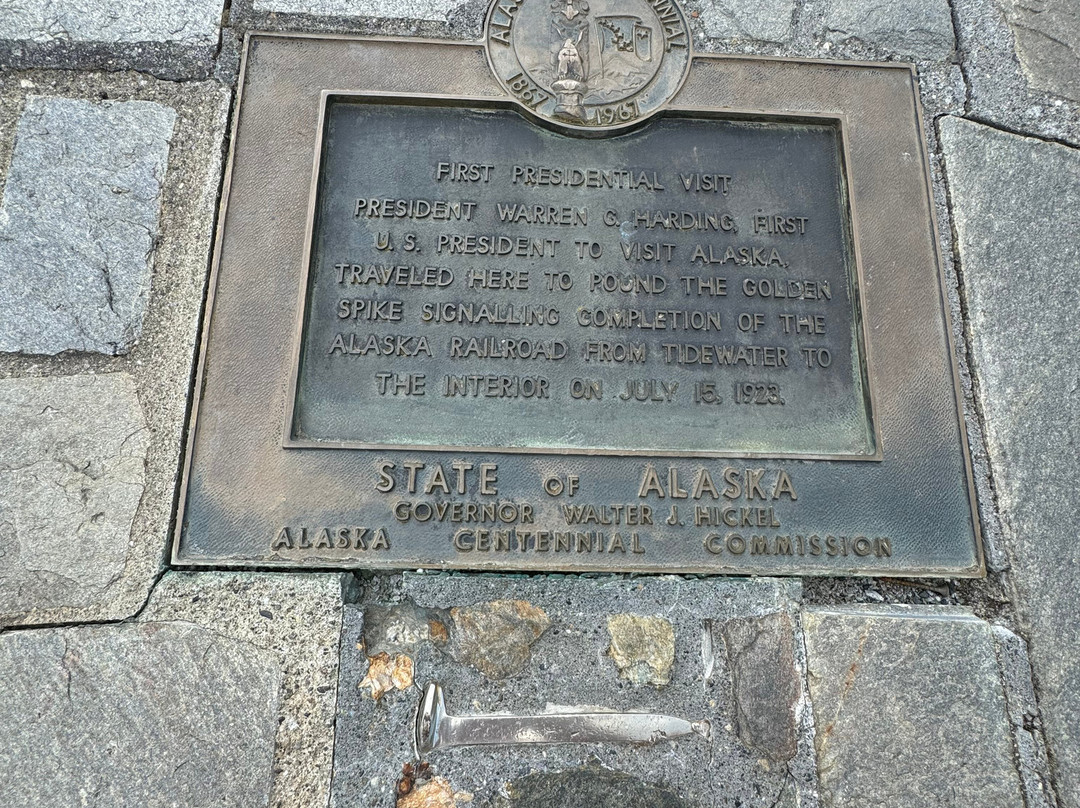 1867 1967
FIRST PRESIDENTIAL VISIT
PRESIDENT WARREN G. HARDING, FIRST
U.S. PRESIDENT TO VISIT ALASKA,
TRAVELED HERE TO POUND THE GOLDEN
SPIKE SIGNALLING COMPLETION OF THE
ALASKA RAILROAD FROM TIDEWATER TO
THE INTERIOR ON JULY 15, 1923.
STATE OF ALASKA
GOVERNOR WALTER J. HICKEL
ALASKA CENTENNIAL COMMISSION